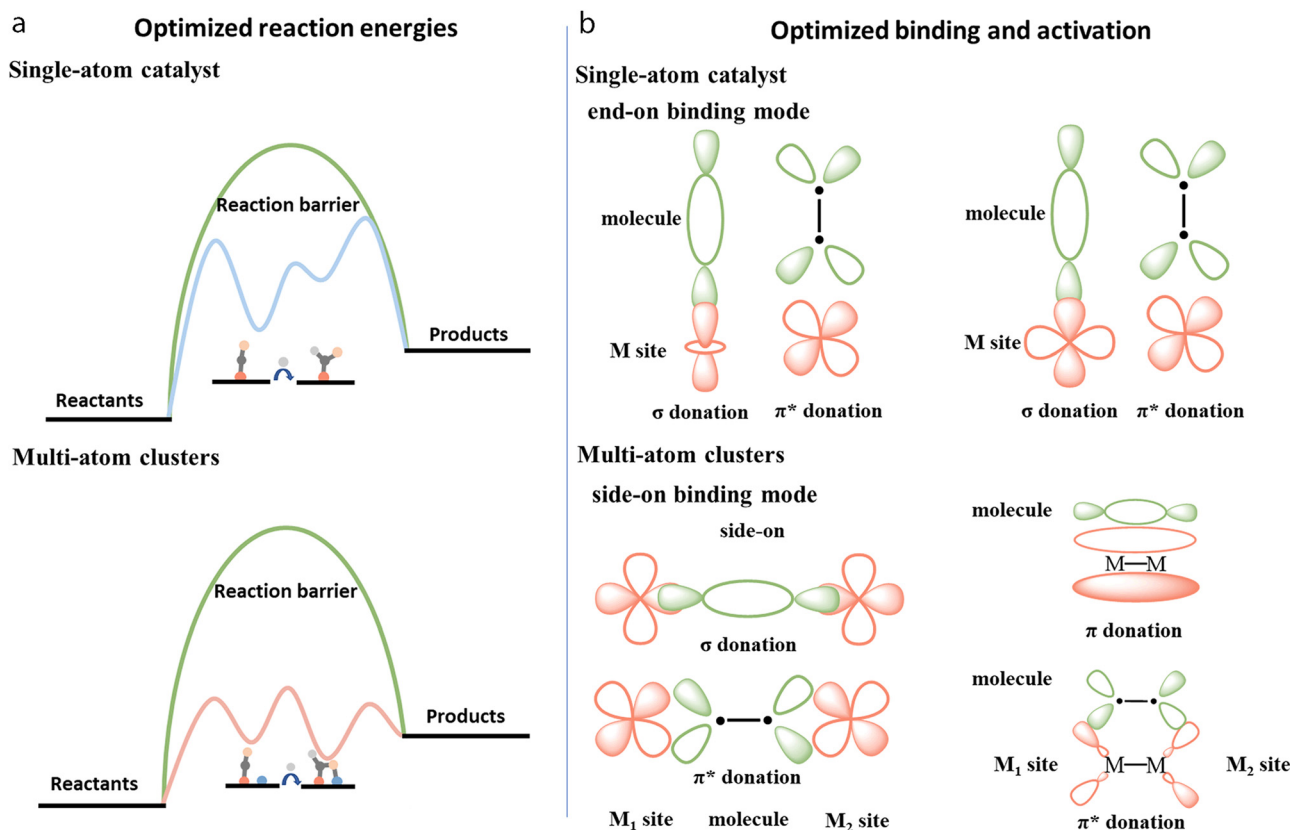 a
Optimized reaction energies
Single-atom catalyst
Reaction barrier
Products
Reactants
Multi-atom clusters
Reaction barrier
Products
Reactants
b
Optimized binding and activation
Single-atom catalyst
end-on binding mode
molecule
M site
σ donation
π* donation
molecule
M site
σ donation
π* donation
Multi-atom clusters
side-on binding mode
side-on
σ donation
π* donation
M₁ site
molecule
M₂ site
molecule
M—M
π donation
molecule
M₁ site
M—M
M₂ site
π* donation